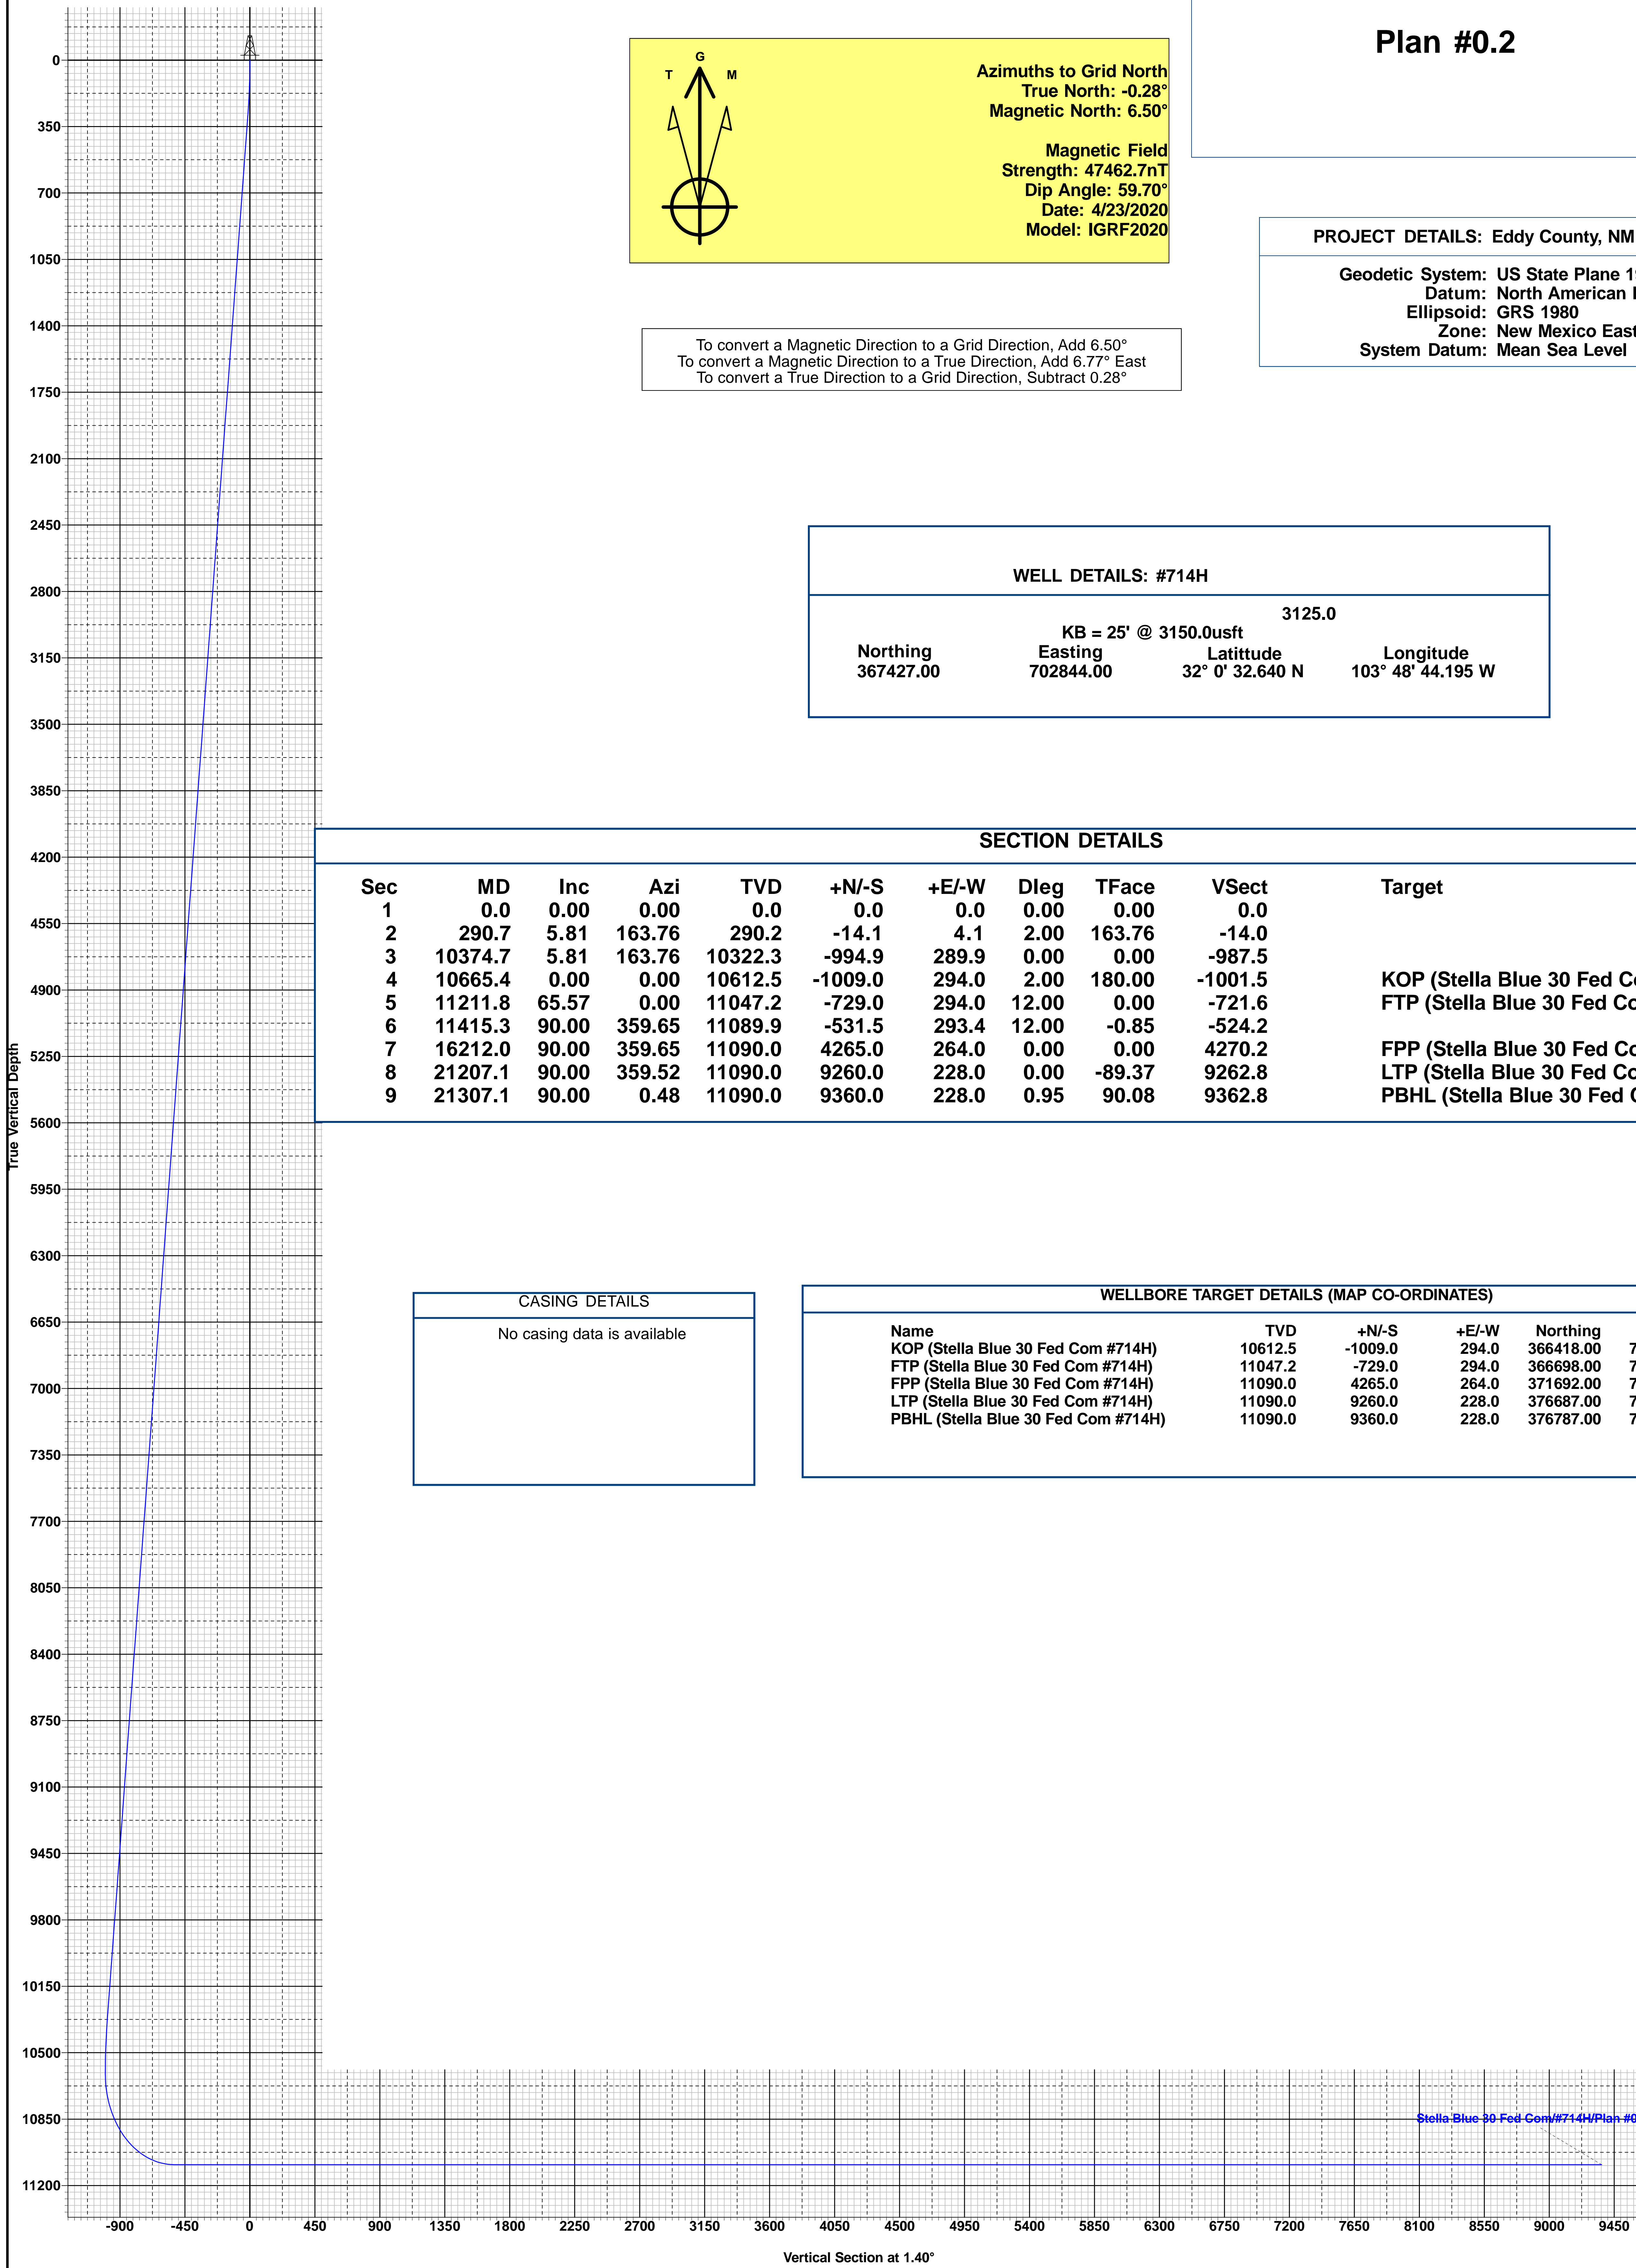 Plan #0.2
T G M
Azimuths to Grid North
True North: -0.28°
Magnetic North: 6.50°
Magnetic Field
Strength: 47462.7nT
Dip Angle: 59.70°
Date: 4/23/2020
Model: IGRF2020
PROJECT DETAILS: Eddy County, NM
Geodetic System: US State Plane
Datum: North American
Ellipsoid: GRS 1980
Zone: New Mexico East
System Datum: Mean Sea Level
To convert a Magnetic Direction to a Grid Direction, Add 6.50°
To convert a Magnetic Direction to a True Direction, Add 6.77° East
To convert a True Direction to a Grid Direction, Subtract 0.28°
WELL DETAILS: #714H
3125.0
KB = 25' @ 3150.0usft
Northing Easting Latittude Longitude
367427.00 702844.00 32° 0' 32.640 N 103° 48' 44.195 W
SECTION DETAILS
Sec MD Inc Azi TVD +N/-S +E/-W Dleg TFace VSect Target
1 0.0 0.00 0.00 0.0 0.0 0.0 0.00 0.00 0.0
2 290.7 5.81 163.76 290.2 -14.1 4.1 2.00 163.76 -14.0
3 10374.7 5.81 163.76 10322.3 -994.9 289.9 0.00 0.00 -987.5
4 10665.4 0.00 0.00 10612.5 -1009.0 294.0 2.00 180.00 -1001.5 KOP (Stella Blue 30 Fed
5 11211.8 65.57 0.00 11047.2 -729.0 294.0 12.00 0.00 -721.6 FTP (Stella Blue 30 Fed
6 11415.3 90.00 359.65 11089.9 -531.5 293.4 12.00 -0.85 -524.2
7 16212.0 90.00 359.65 11090.0 4265.0 264.0 0.00 0.00 4270.2 FPP (Stella Blue 30 Fed
8 21207.1 90.00 359.52 11090.0 9260.0 228.0 0.00 -89.37 9262.8 LTP (Stella Blue 30 Fed
9 21307.1 90.00 0.48 11090.0 9360.0 228.0 0.95 90.08 9362.8 PBHL (Stella Blue 30 Fed
CASING DETAILS
No casing data is available
WELLBORE TARGET DETAILS (MAP CO-ORDINATES)
Name TVD +N/-S +E/-W Northing
KOP (Stella Blue 30 Fed Com #714H) 10612.5 -1009.0 294.0 366418.00
FTP (Stella Blue 30 Fed Com #714H) 11047.2 -729.0 294.0 366698.00
FPP (Stella Blue 30 Fed Com #714H) 11090.0 4265.0 264.0 371692.00
LTP (Stella Blue 30 Fed Com #714H) 11090.0 9260.0 228.0 376687.00
PBHL (Stella Blue 30 Fed Com #714H) 11090.0 9360.0 228.0 376787.00
True Vertical Depth
0
350
700
1050
1400
1750
2100
2450
2800
3150
3500
3850
4200
4550
4900
5250
5600
5950
6300
6650
7000
7350
7700
8050
8400
8750
9100
9450
9800
10150
10500
10850
11200
Stella Blue 30 Fed Com/#714H/Plan
-900 -450 0 450 900 1350 1800 2250 2700 3150 3600 4050 4500 4950 5400 5850 6300 6750 7200 7650 8100 8550 9000 9450
Vertical Section at 1.40°